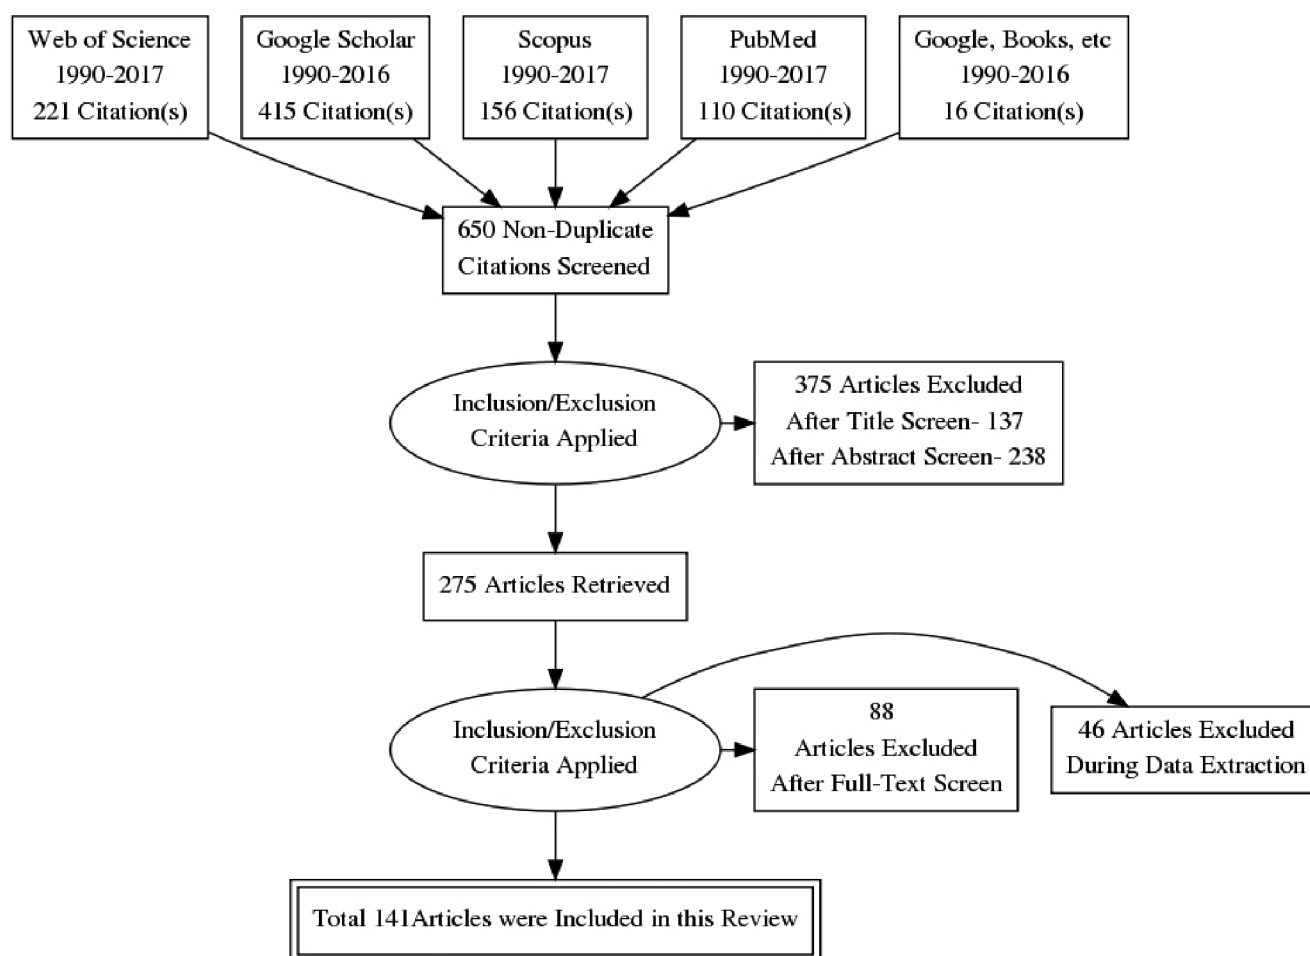 Web of Science
1990-2017
221 Citation(s)
Google Scholar
1990-2016
415 Citation(s)
Scopus
1990-2017
156 Citation(s)
PubMed
1990-2017
110 Citation(s)
Google, Books, etc
1990-2016
16 Citation(s)
650 Non-Duplicate
Citations Screened
Inclusion/Exclusion
Criteria Applied
375 Articles Excluded
After Title Screen- 137
After Abstract Screen- 238
275 Articles Retrieved
Inclusion/Exclusion
Criteria Applied
88
Articles Excluded
After Full-Text Screen
46 Articles Excluded
During Data Extraction
Total 141Articles were Included in this Review